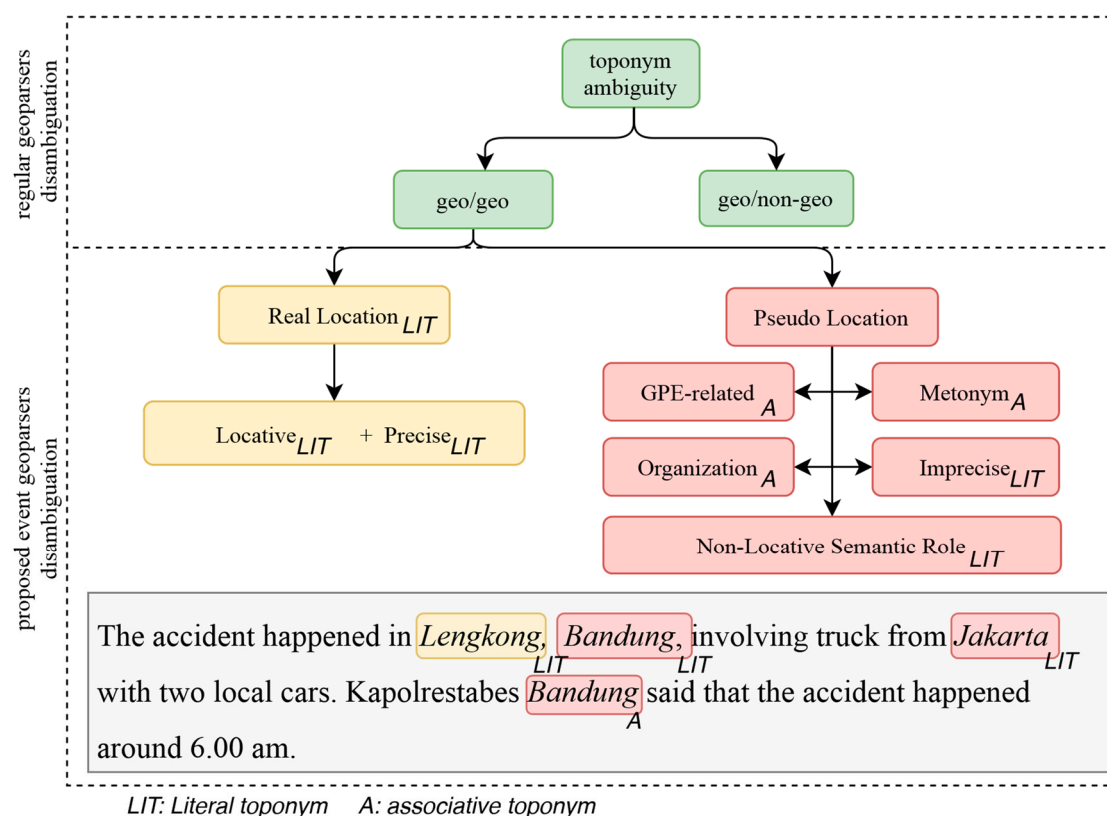 regular geoparsers
disambiguation
toponym
ambiguity
geo/geo
geo/non-geo
proposed event geoparsers
disambiguation
Real Location LIT
Pseudo Location
Locative LIT + Precise LIT
GPE-related A
Metonym A
Organization A
Imprecise LIT
Non-Locative Semantic Role LIT
The accident happened in Lengkong, LIT Bandung, LIT involving truck from Jakarta LIT
with two local cars. Kapolrestabes Bandung A said that the accident happened
around 6.00 am.
LIT: Literal toponym A: associative toponym